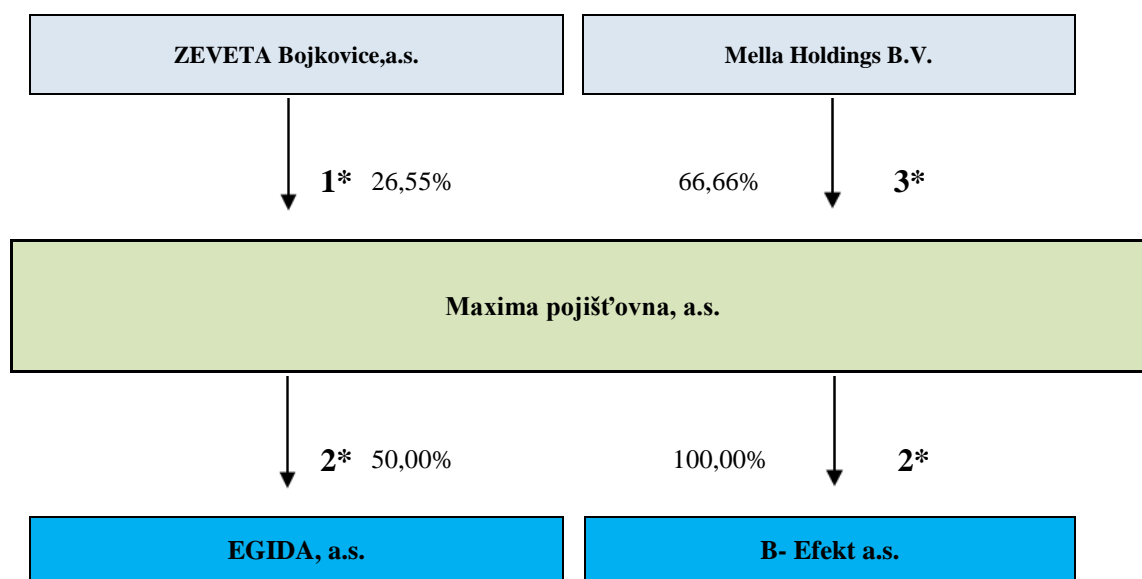 ZEVETA Bojkovice,a.s.
Mella Holdings B.V.
1* 26,55%
66,66% 3*
Maxima pojišťovna, a.s.
2* 50,00%
100,00% 2*
EGIDA, a.s.
B- Efekt a.s.